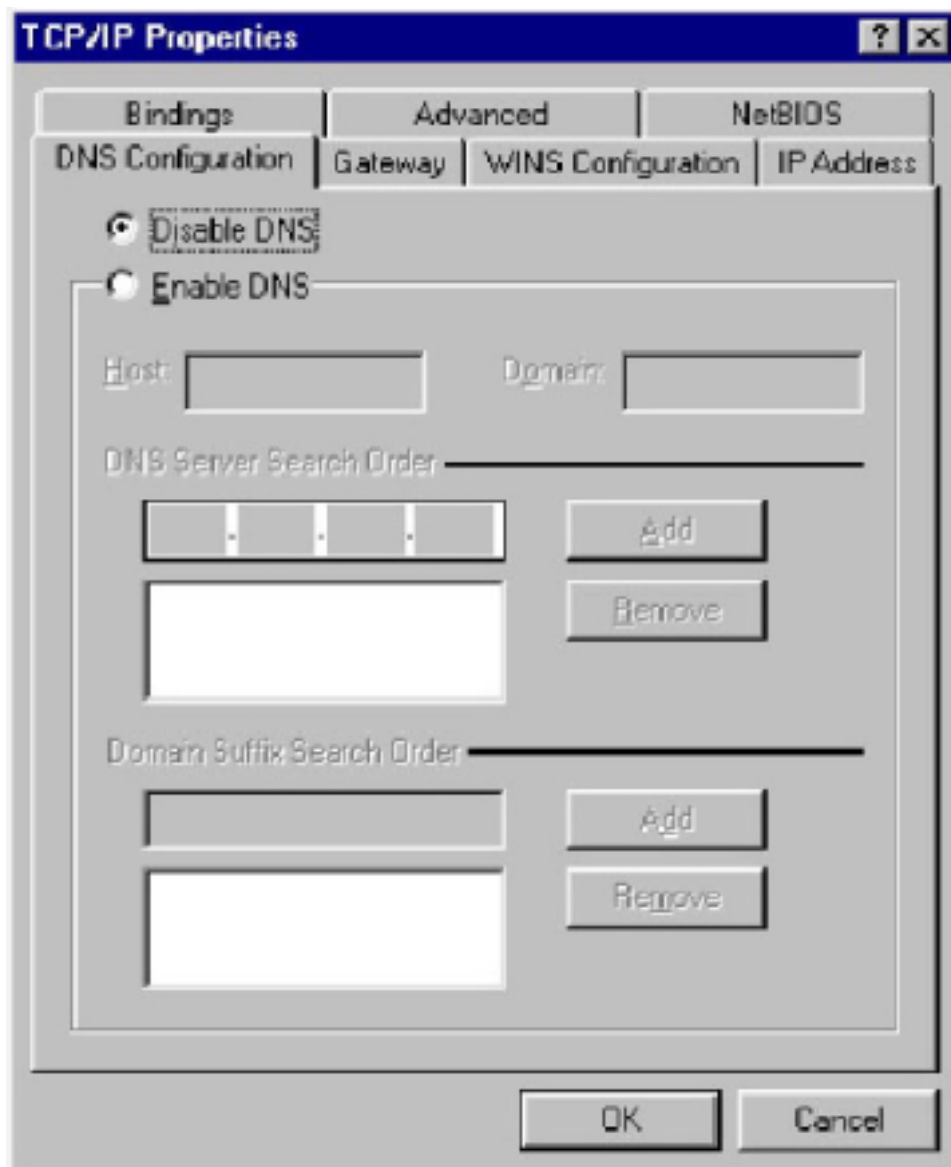 TCP/IP Properties
Bindings Advanced NetBIOS
DNS Configuration Gateway WINS Configuration IP Address
Disable DNS
Enable DNS
Host: Domain:
DNS Server Search Order
. . . Add
Remove
Domain Suffix Search Order
Add
Remove
OK Cancel